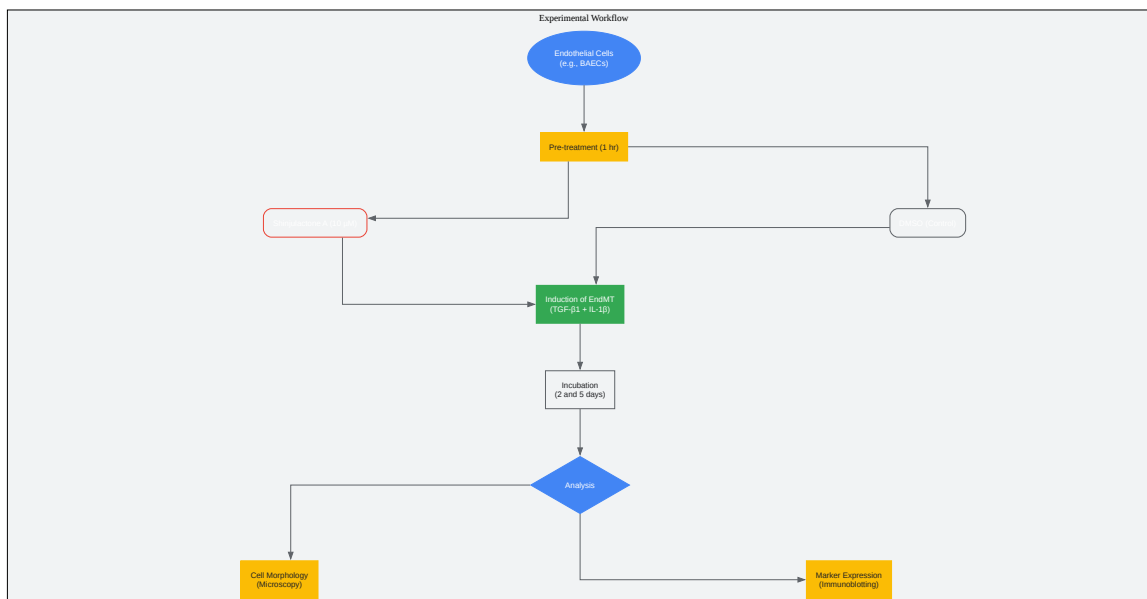 Experimental Workflow
Endothelial Cells
(e.g., BAECs)
Pre-treatment (1 hr)
Induction of EndMT
(TGF-β1 + IL-1β)
Incubation
(2 and 5 days)
Analysis
Cell Morphology
(Microscopy)
Marker Expression
(Immunoblotting)